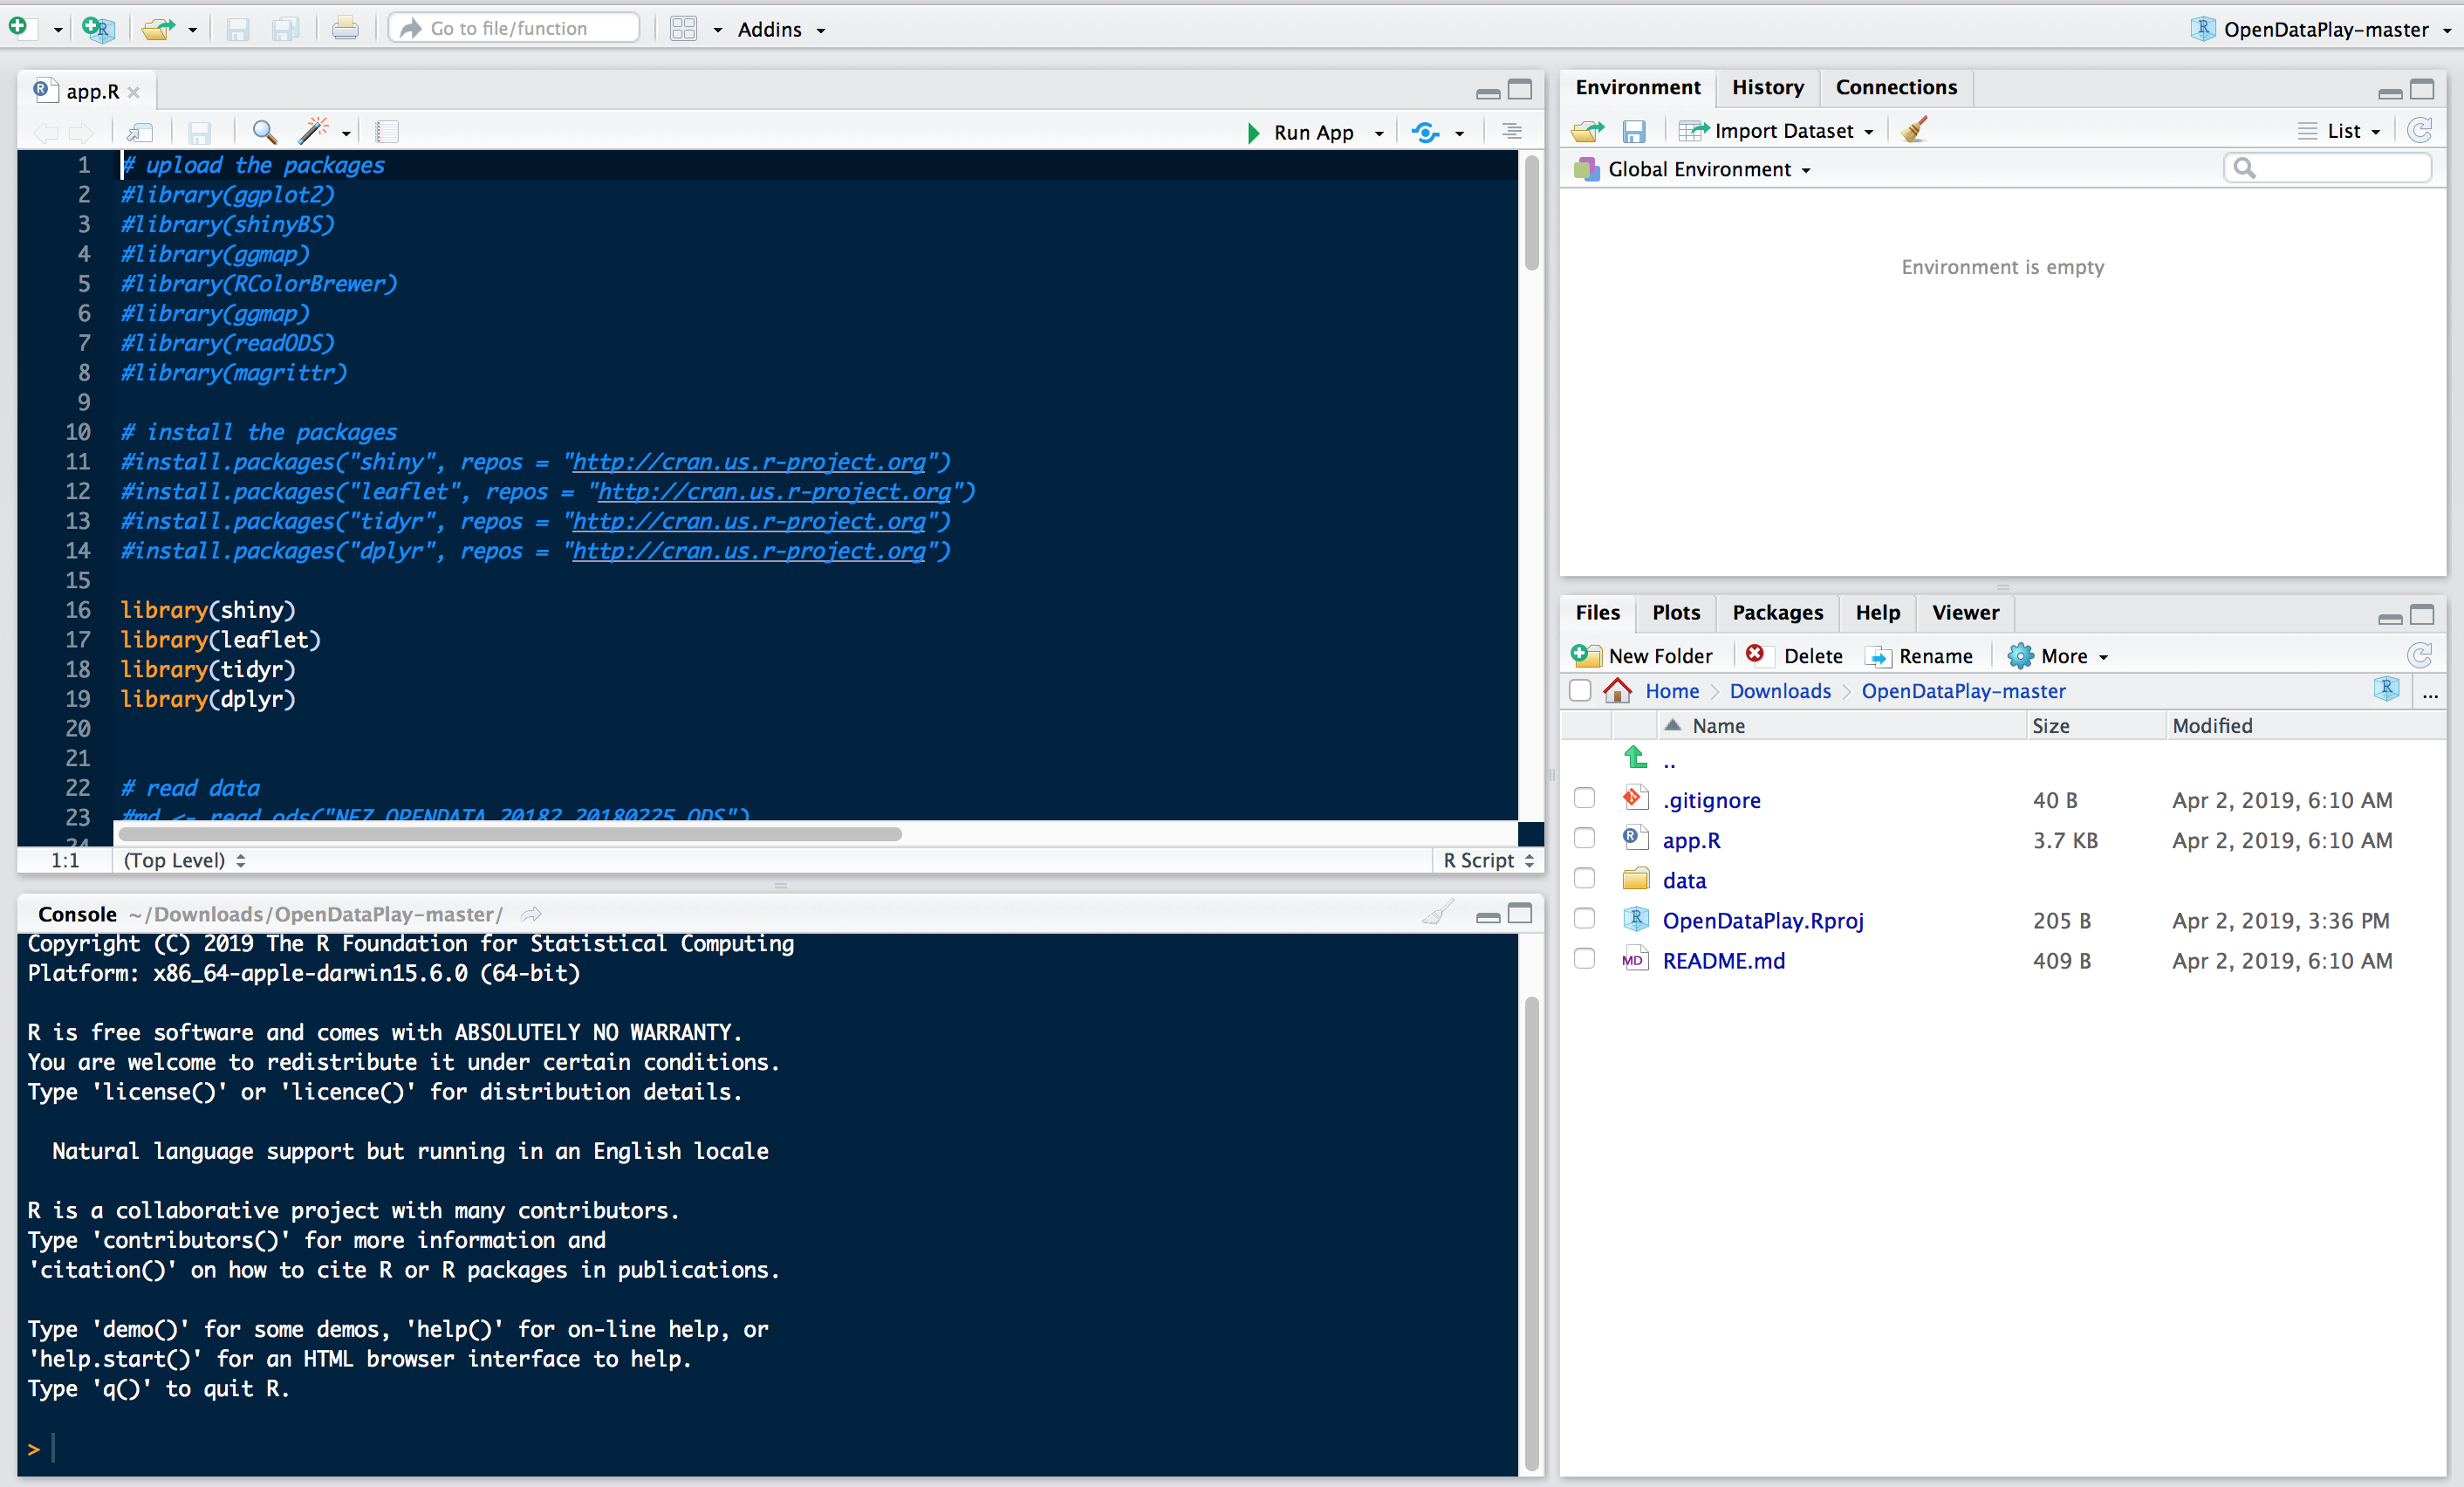 Go to file/function
Addins
OpenDataPlay-master
app.R
Run App
1 # upload the packages
2 #library(ggplot2)
3 #library(shinyBS)
4 #library(ggmap)
5 #library(RColorBrewer)
6 #library(ggmap)
7 #library(readODS)
8 #library(magrittr)
9
10 # install the packages
11 #install.packages("shiny", repos = "http://cran.us.r-project.org")
12 #install.packages("leaflet", repos = "http://cran.us.r-project.org")
13 #install.packages("tidyr", repos = "http://cran.us.r-project.org")
14 #install.packages("dplyr", repos = "http://cran.us.r-project.org")
15
16 library(shiny)
17 library(leaflet)
18 library(tidyr)
19 library(dplyr)
20
21
22 # read data
23 #md <- read_ods("NEZ_OPENDATA_20182_20180225.ODS")
24
1:1 (Top Level) R Script
Console ~/Downloads/OpenDataPlay-master/
Copyright (C) 2019 The R Foundation for Statistical Computing
Platform: x86_64-apple-darwin15.6.0 (64-bit)
R is free software and comes with ABSOLUTELY NO WARRANTY.
You are welcome to redistribute it under certain conditions.
Type 'license()' or 'licence()' for distribution details.
Natural language support but running in an English locale
R is a collaborative project with many contributors.
Type 'contributors()' for more information and
'citation()' on how to cite R or R packages in publications.
Type 'demo()' for some demos, 'help()' for on-line help, or
'help.start()' for an HTML browser interface to help.
Type 'q()' to quit R.
>
Environment History Connections
Import Dataset List
Global Environment
Environment is empty
Files Plots Packages Help Viewer
New Folder Delete Rename More
Home Downloads OpenDataPlay-master ...
Name Size Modified
..
.gitignore 40 B Apr 2, 2019, 6:10 AM
app.R 3.7 KB Apr 2, 2019, 6:10 AM
data
OpenDataPlay.Rproj 205 B Apr 2, 2019, 3:36 PM
README.md 409 B Apr 2, 2019, 6:10 AM